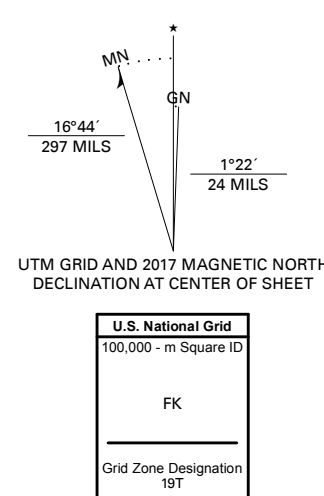 ★
MN
GN
16°44´
297 MILS
1°22´
24 MILS
UTM GRID AND 2017 MAGNETIC NORTH
DECLINATION AT CENTER OF SHEET
U.S. National Grid
100,000 - m Square ID
FK
Grid Zone Designation
19T